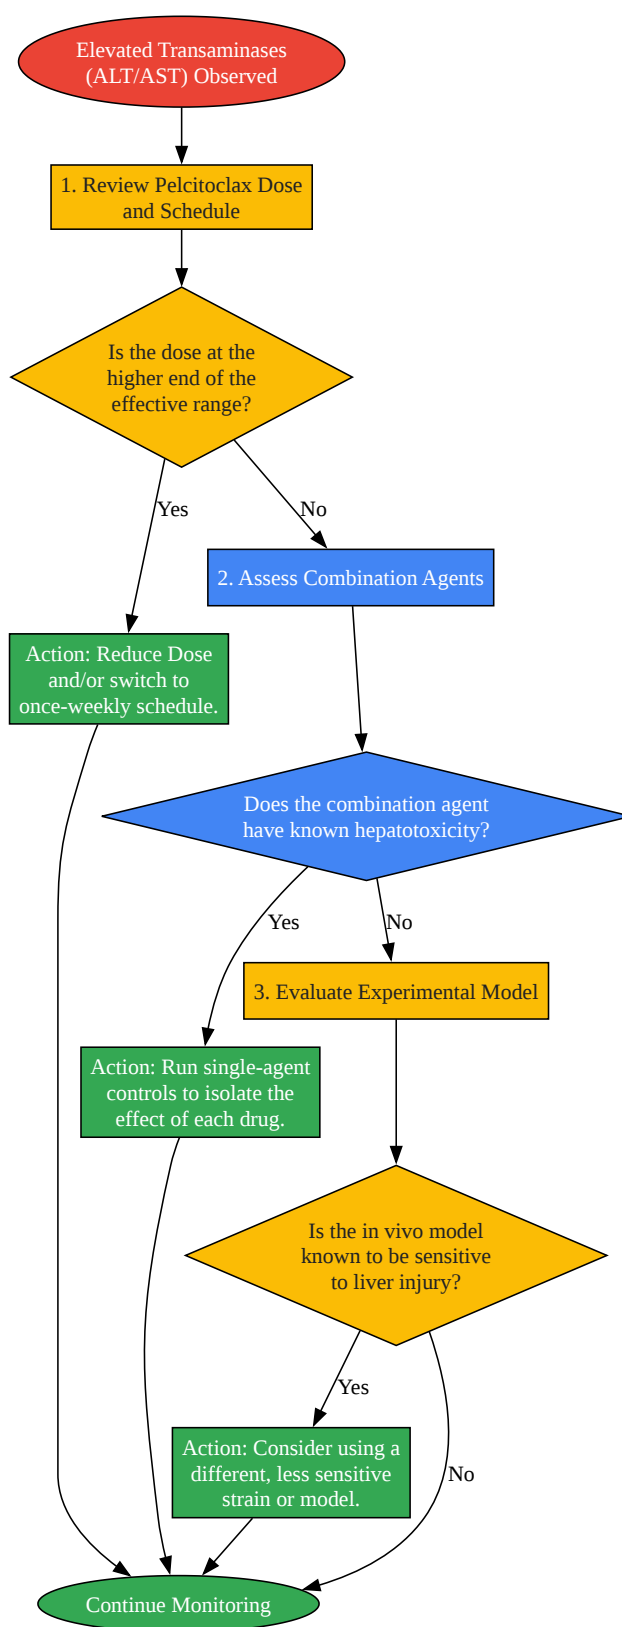 Elevated Transaminases
(ALT/AST) Observed
1. Review Pelcitoclax Dose
and Schedule
Is the dose at the
higher end of the
effective range?
Yes
No
2. Assess Combination Agents
Action: Reduce Dose
and/or switch to
once-weekly schedule.
Does the combination agent
have known hepatotoxicity?
Yes
No
3. Evaluate Experimental Model
Action: Run single-agent
controls to isolate the
effect of each drug.
Is the in vivo model
known to be sensitive
to liver injury?
Yes
No
Action: Consider using a
different, less sensitive
strain or model.
Continue Monitoring